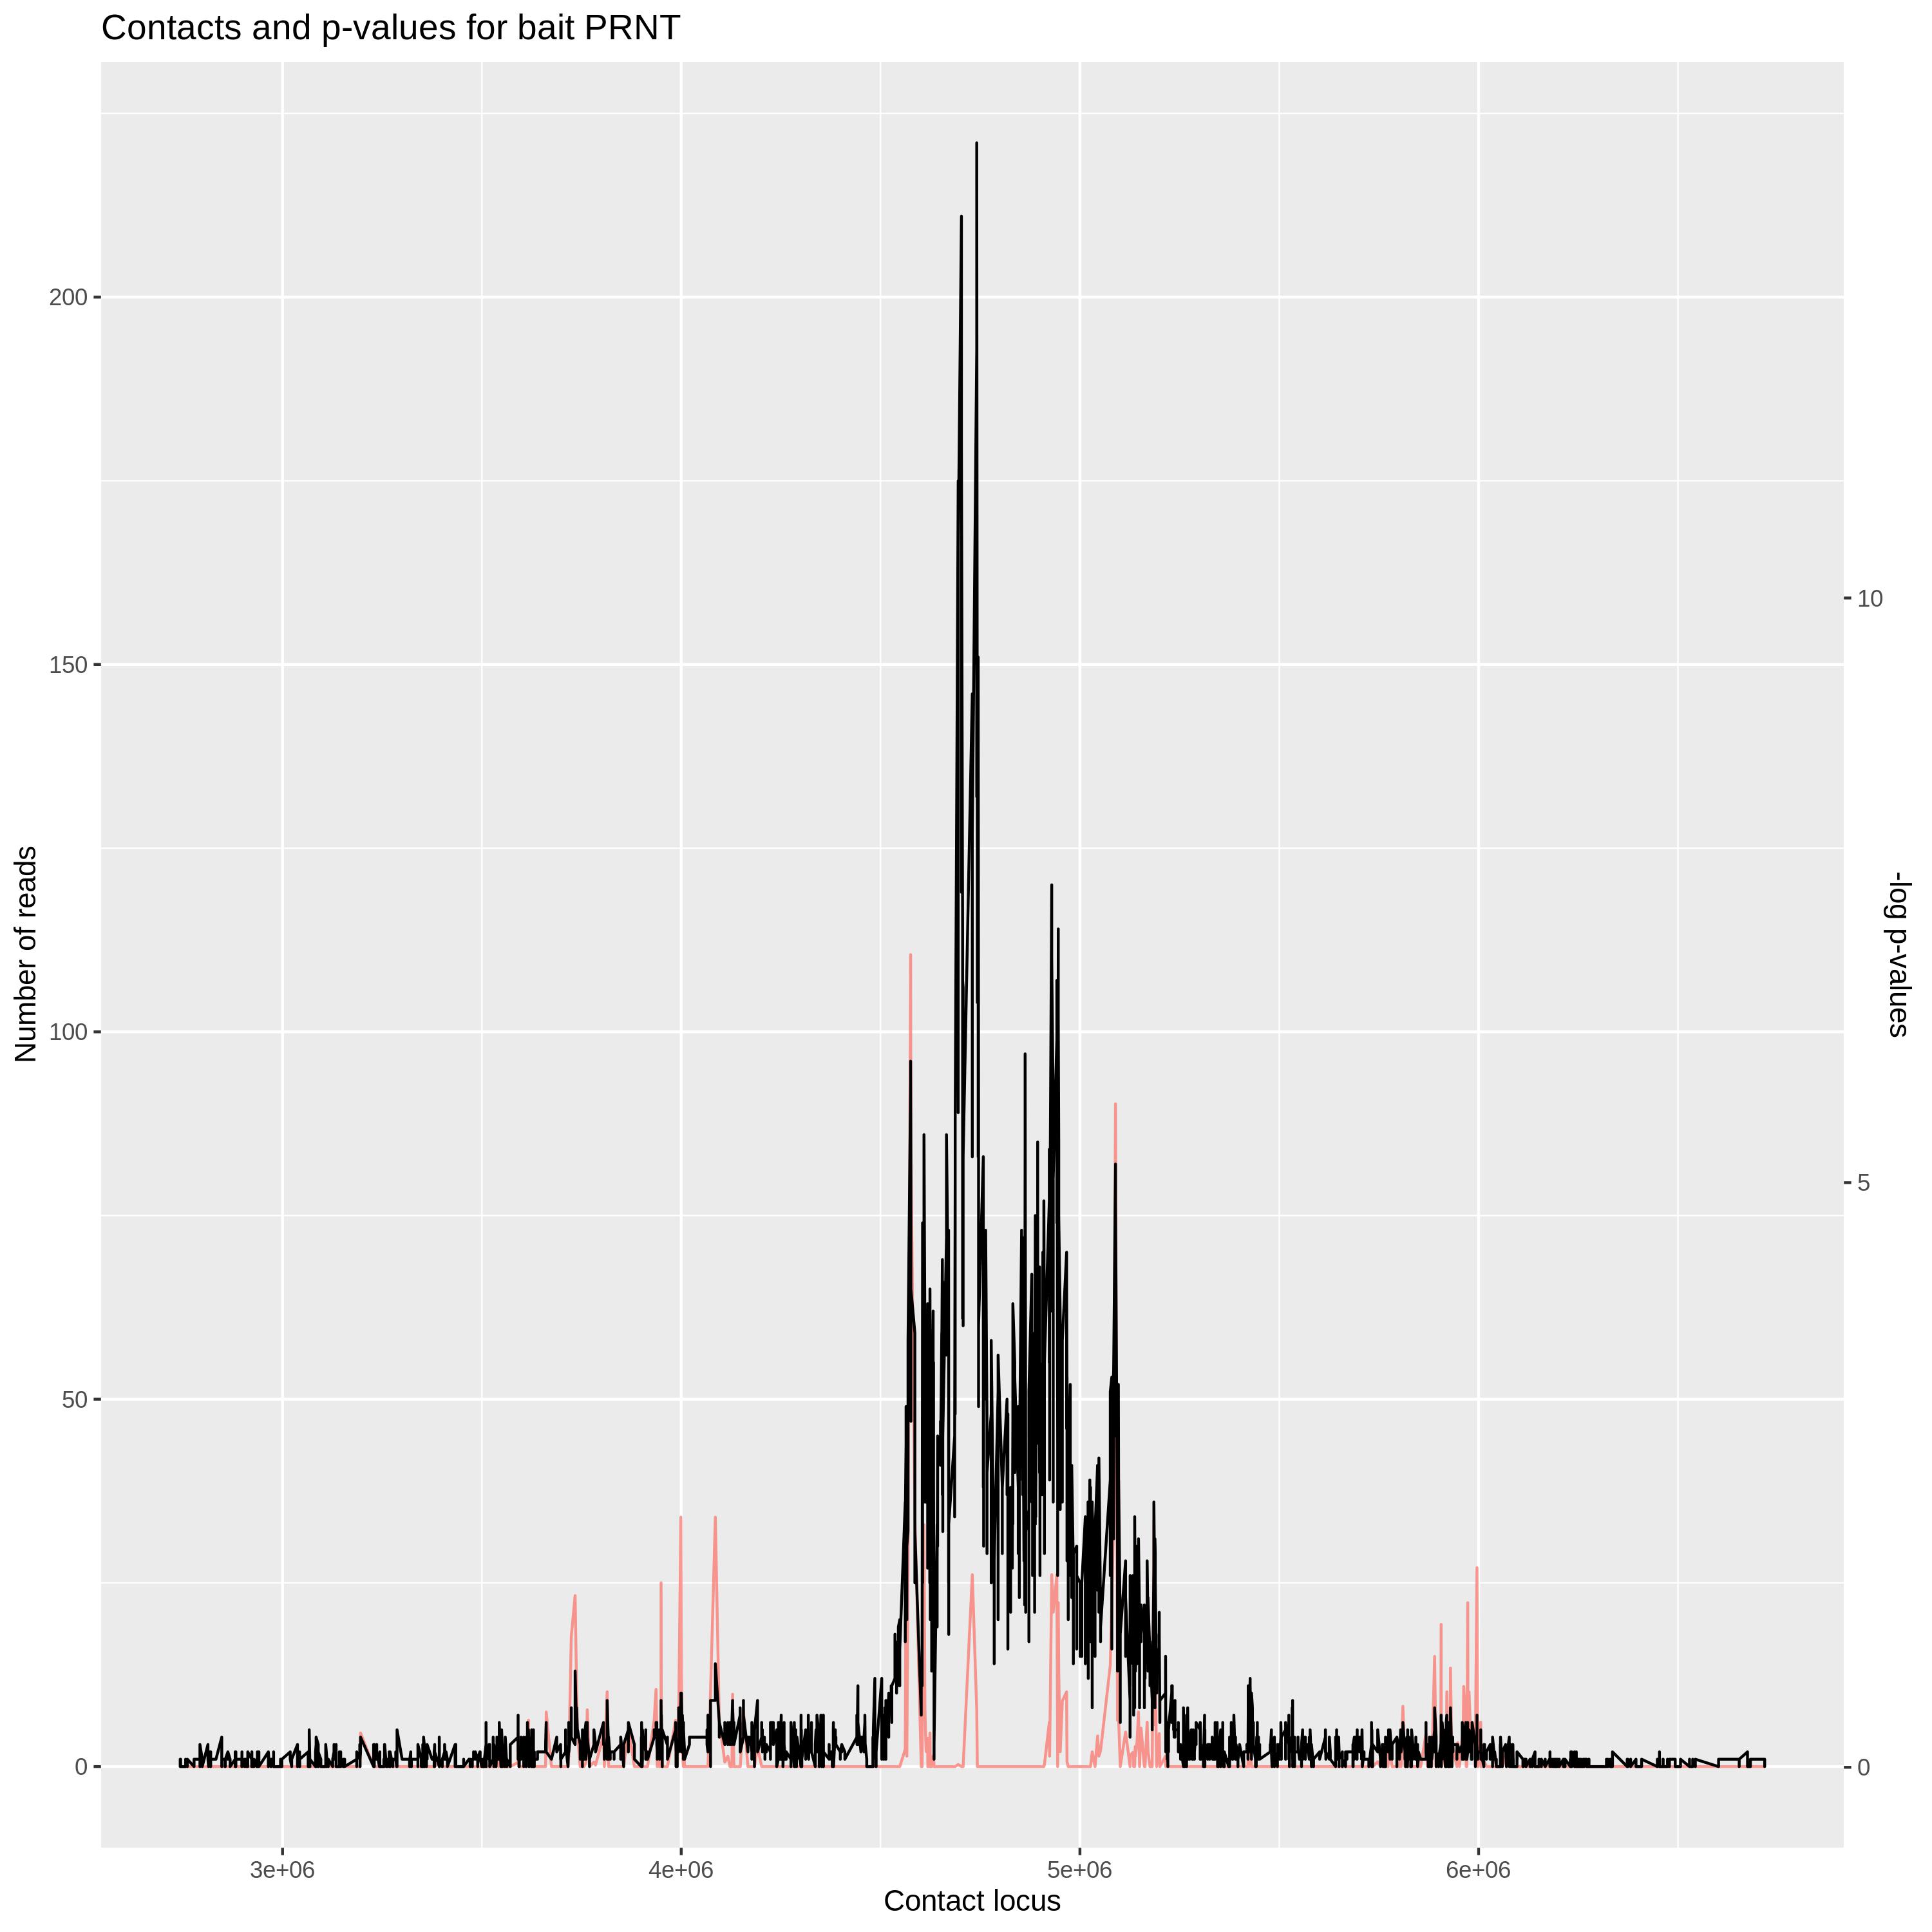 Contacts and p-values for bait PRNT
Number of reads
200
150
100
50
0
10
5
0
-log p-values
3e+06 4e+06 5e+06 6e+06
Contact locus